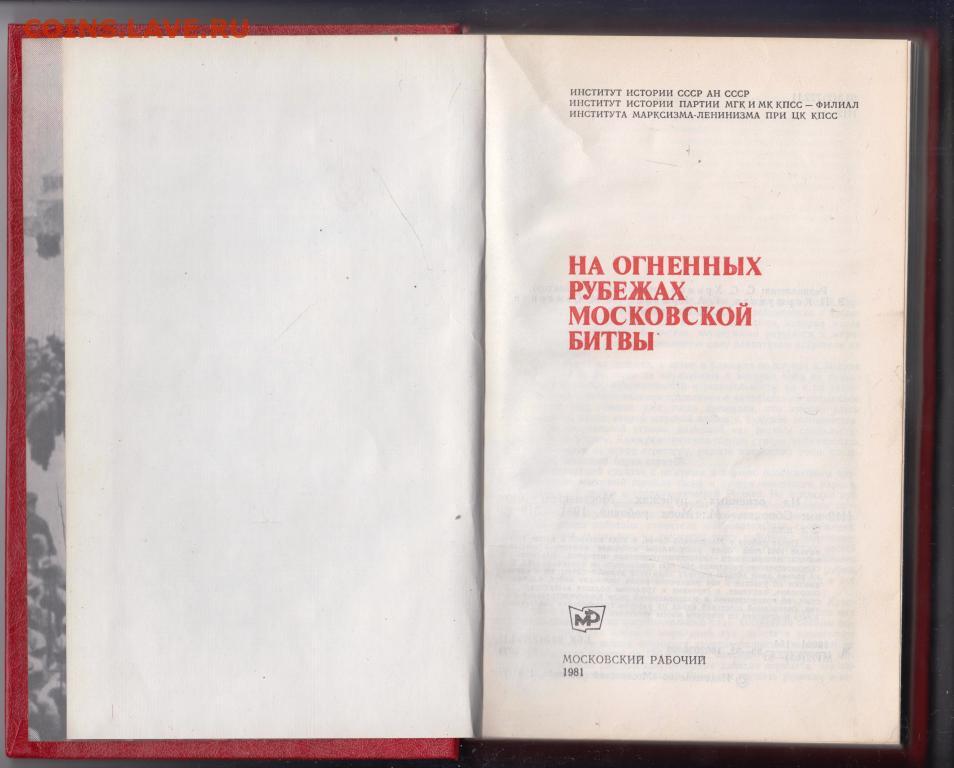 COINS.LAVE.RU
ИНСТИТУТ ИСТОРИИ СССР АН СССР
ИНСТИТУТ ИСТОРИИ ПАРТИИ МГК И МК КПСС — ФИЛИАЛ
ИНСТИТУТА МАРКСИЗМА-ЛЕНИНИЗМА ПРИ ЦК КПСС
НА ОГНЕННЫХ
РУБЕЖАХ
МОСКОВСКОЙ
БИТВЫ
МР
МОСКОВСКИЙ РАБОЧИЙ
1981